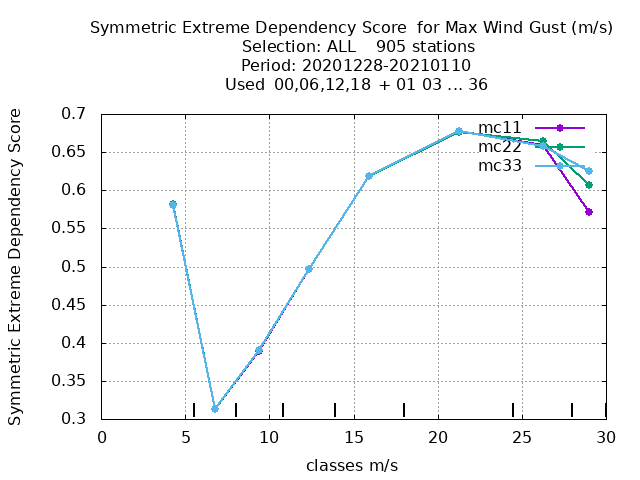 Symmetric Extreme Dependency Score  for Max Wind Gust (m/s)
Selection: ALL    905 stations
Period: 20201228-20210110
Used  00,06,12,18 + 01 03 ... 36
Symmetric Extreme Dependency Score
0.7
0.65
0.6
0.55
0.5
0.45
0.4
0.35
0.3
mc11
mc22
mc33
0 5 10 15 20 25 30
classes m/s